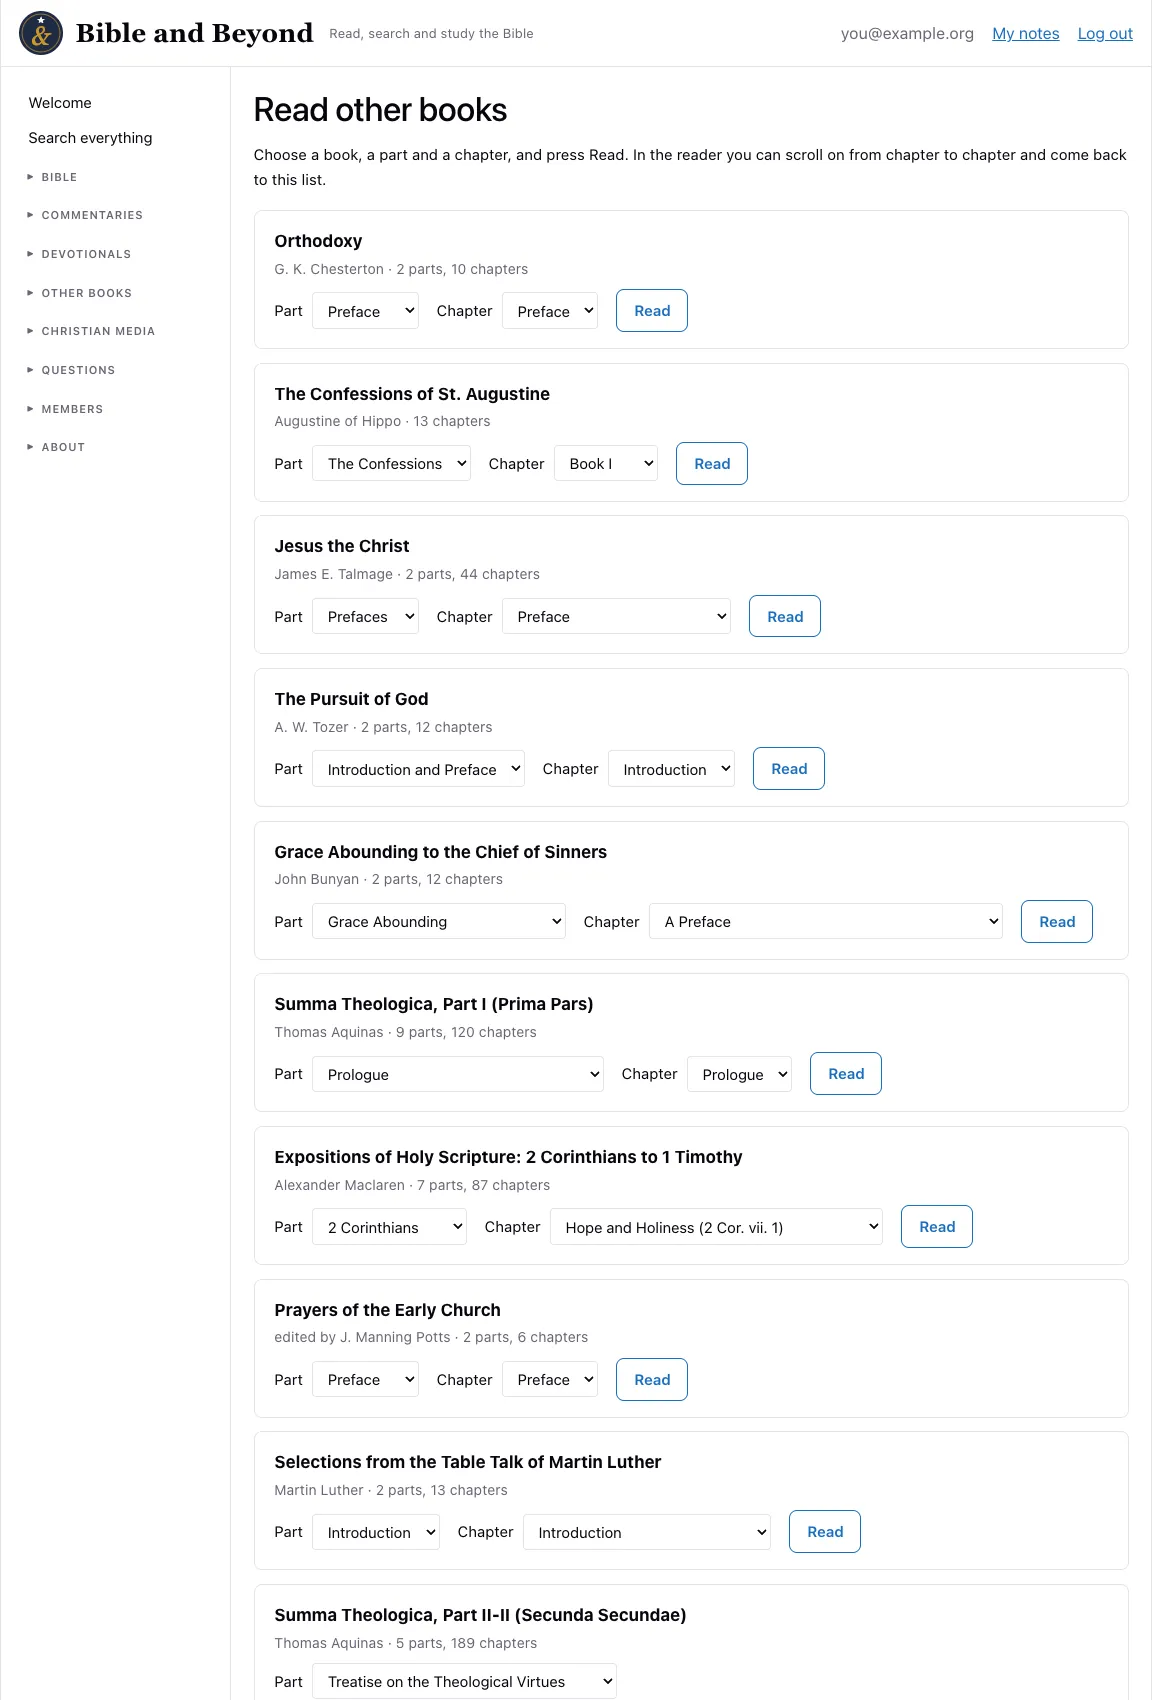 &
Bible and Beyond
Read, search and study the Bible
you@example.org
My notes
Log out
Welcome
Search everything
BIBLE
COMMENTARIES
DEVOTIONALS
OTHER BOOKS
CHRISTIAN MEDIA
QUESTIONS
MEMBERS
ABOUT
Read other books
Choose a book, a part and a chapter, and press Read. In the reader you can scroll on from chapter to chapter and come back
to this list.
Orthodoxy
G. K. Chesterton · 2 parts, 10 chapters
Part Preface Chapter Preface Read
The Confessions of St. Augustine
Augustine of Hippo · 13 chapters
Part The Confessions Chapter Book I Read
Jesus the Christ
James E. Talmage · 2 parts, 44 chapters
Part Prefaces Chapter Preface Read
The Pursuit of God
A. W. Tozer · 2 parts, 12 chapters
Part Introduction and Preface Chapter Introduction Read
Grace Abounding to the Chief of Sinners
John Bunyan · 2 parts, 12 chapters
Part Grace Abounding Chapter A Preface Read
Summa Theologica, Part I (Prima Pars)
Thomas Aquinas · 9 parts, 120 chapters
Part Prologue Chapter Prologue Read
Expositions of Holy Scripture: 2 Corinthians to 1 Timothy
Alexander Maclaren · 7 parts, 87 chapters
Part 2 Corinthians Chapter Hope and Holiness (2 Cor. vii. 1) Read
Prayers of the Early Church
edited by J. Manning Potts · 2 parts, 6 chapters
Part Preface Chapter Preface Read
Selections from the Table Talk of Martin Luther
Martin Luther · 2 parts, 13 chapters
Part Introduction Chapter Introduction Read
Summa Theologica, Part II-II (Secunda Secundae)
Thomas Aquinas · 5 parts, 189 chapters
Part Treatise on the Theological Virtues